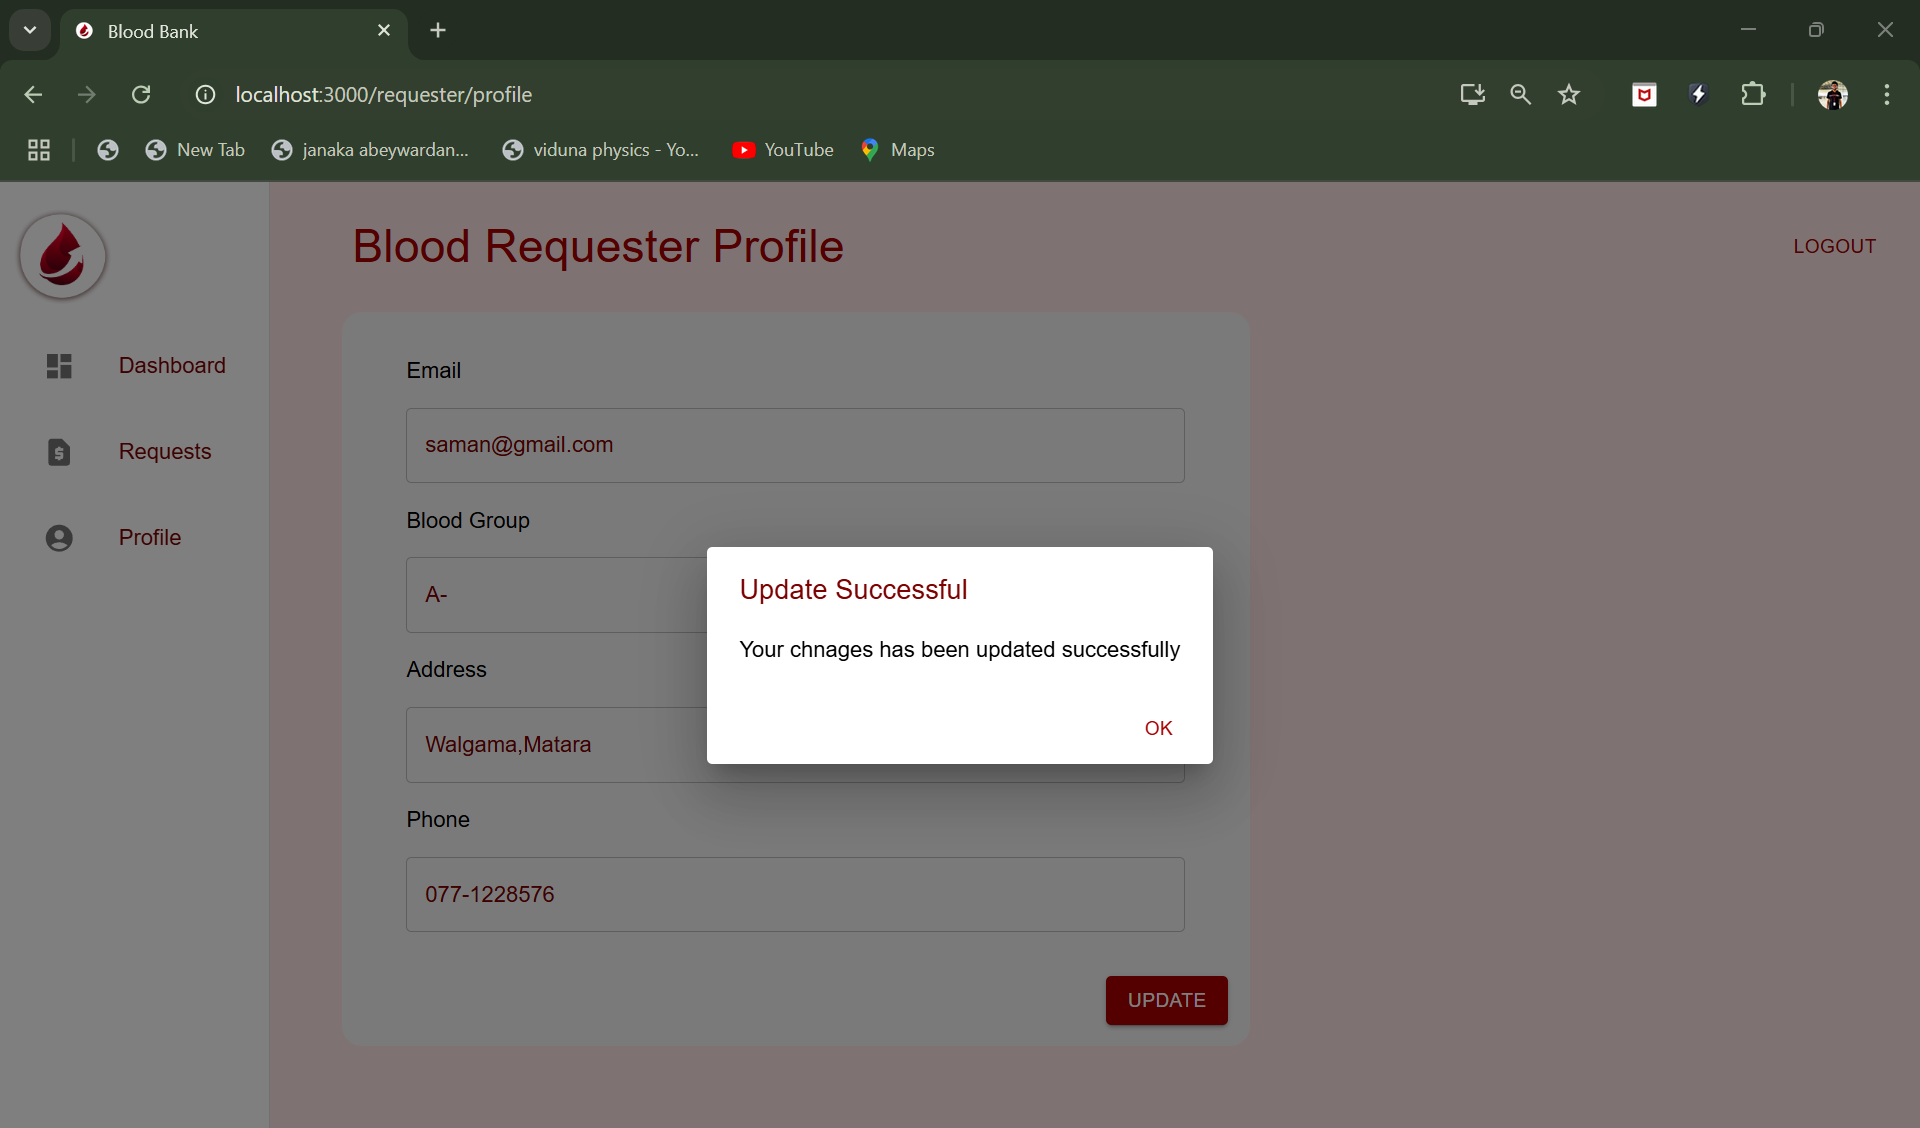 Blood Bank
localhost:3000/requester/profile
New Tab
janaka abeywardan...
viduna physics - Yo...
YouTube
Maps
Blood Requester Profile
LOGOUT
Dashboard
Requests
Profile
Email
saman@gmail.com
Blood Group
A-
Address
Walgama,Matara
Phone
077-1228576
UPDATE
Update Successful
Your chnages has been updated successfully
OK